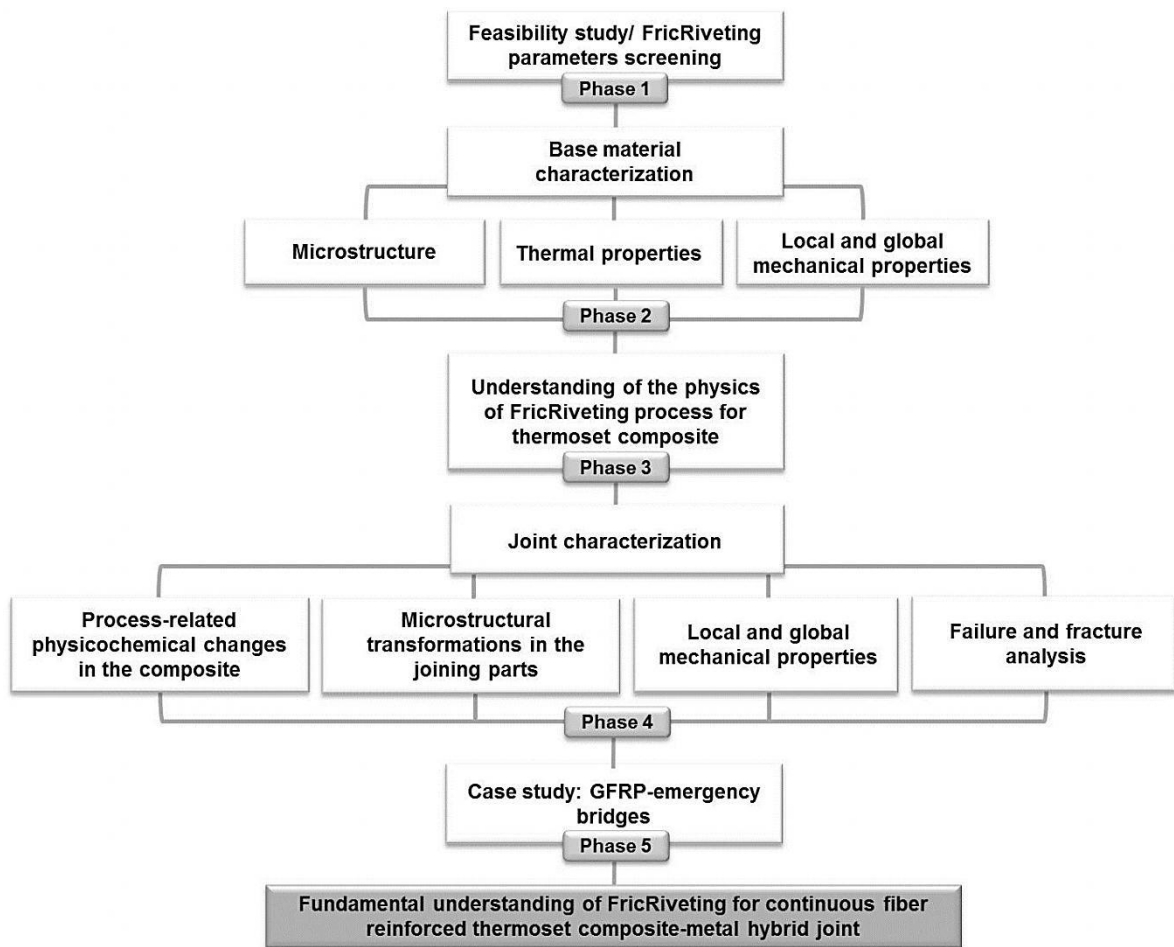 Feasibility study/ FricRiveting
parameters screening
Phase 1
Base material
characterization
Microstructure
Thermal properties
Local and global
mechanical properties
Phase 2
Understanding of the physics
of FricRiveting process for
thermoset composite
Phase 3
Joint characterization
Process-related
physicochemical changes
in the composite
Microstructural
transformations in the
joining parts
Local and global
mechanical properties
Failure and fracture
analysis
Phase 4
Case study: GFRP-emergency
bridges
Phase 5
Fundamental understanding of FricRiveting for continuous fiber
reinforced thermoset composite-metal hybrid joint